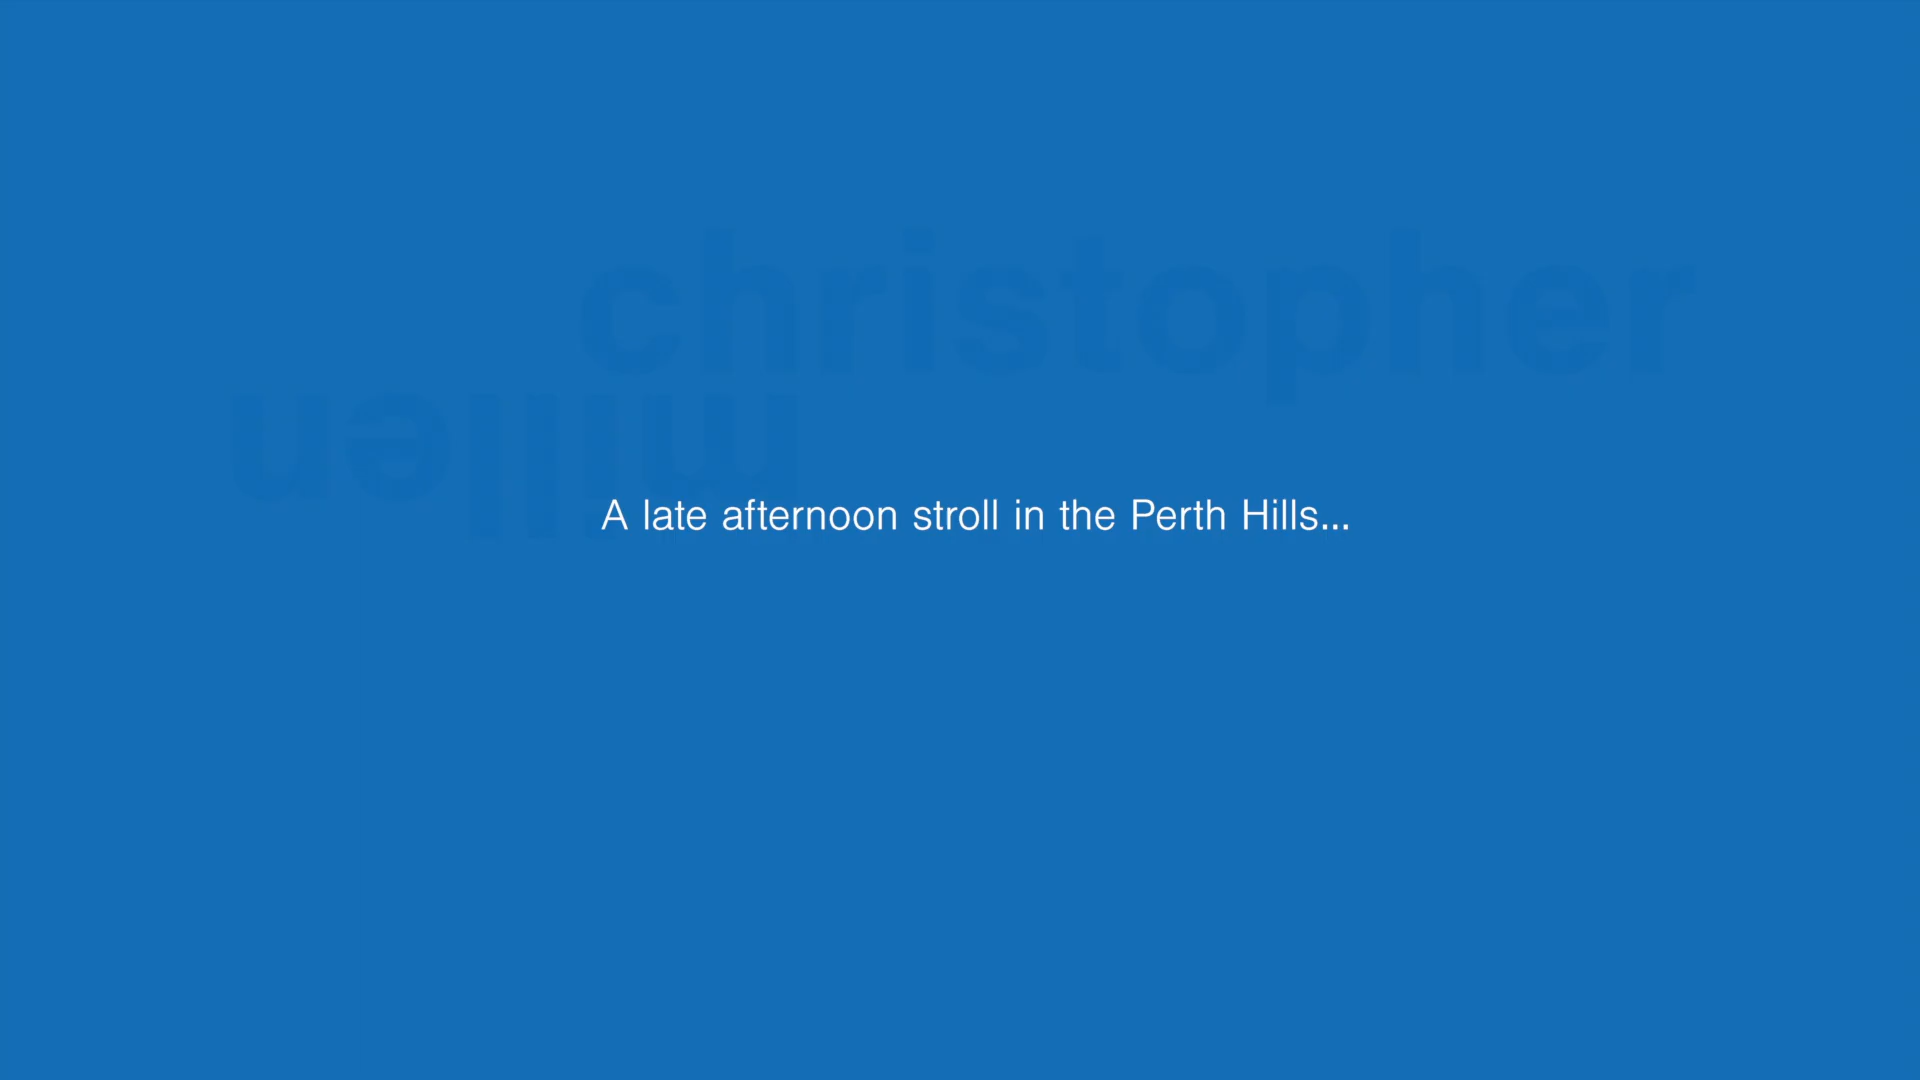 christopher
millen
A late afternoon stroll in the Perth Hills...